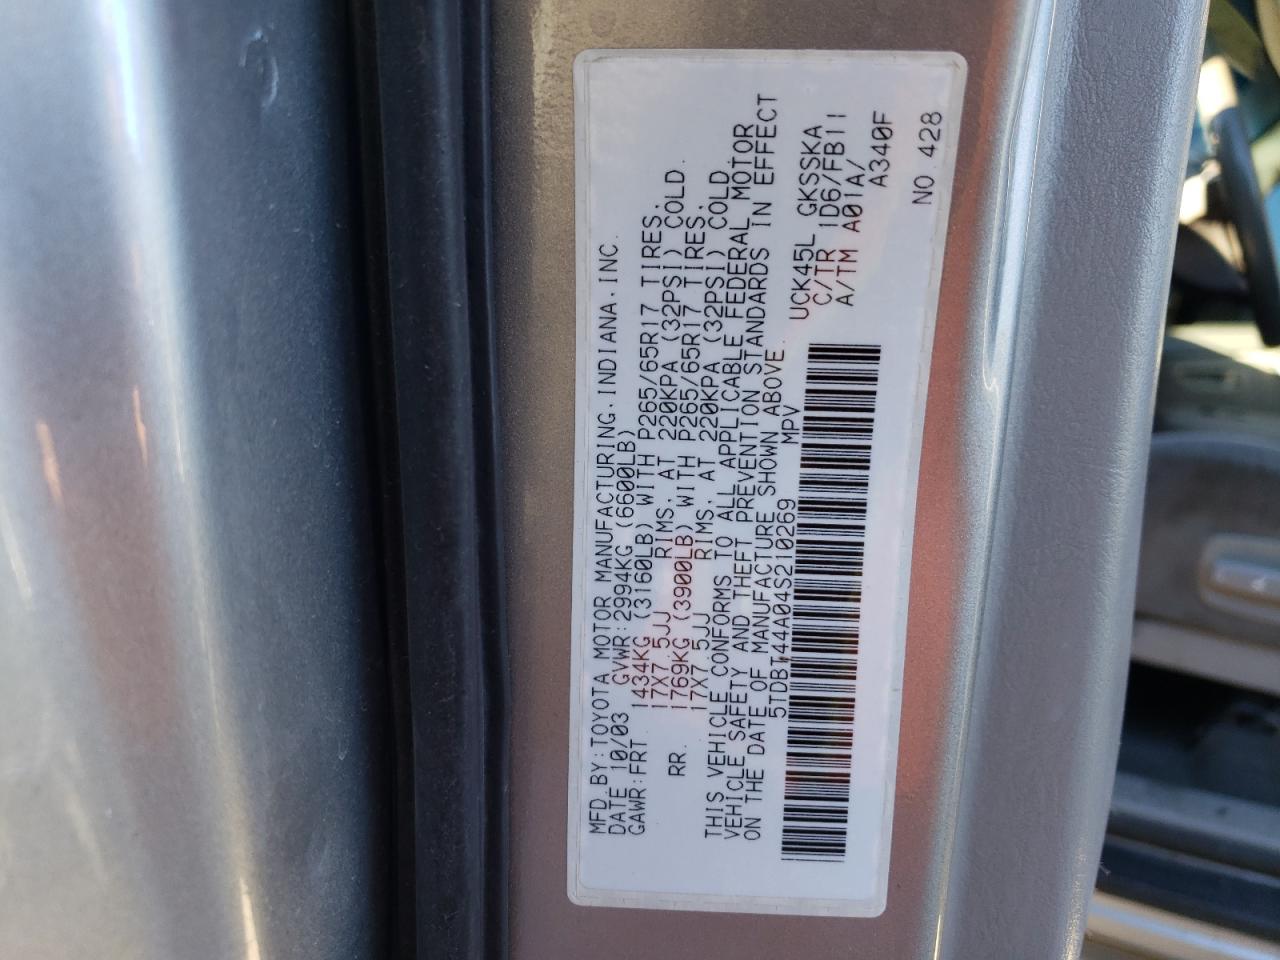 MFD. BY: TOYOTA MOTOR MANUFACTURING, INDIANA, INC.
DATE 10/03 GVWR: 2994KG (6600LB)
GAWR: FRT. 1434KG (3160LB) WITH P265/65R17 TIRES,
17X7.5JJ RIMS, AT 220KPA (32PSI) COLD.
RR. 1769KG (3900LB) WITH P265/65R17 TIRES,
17X7.5JJ RIMS, AT 220KPA (32PSI) COLD.
THIS VEHICLE CONFORMS TO ALL APPLICABLE FEDERAL MOTOR
VEHICLE SAFETY AND THEFT PREVENTION STANDARDS IN EFFECT
ON THE DATE OF MANUFACTURE SHOWN ABOVE.
5TDBT44A04S210269 MPV
UCK45L GKSSKA
C/TR 1D6/FB11
A/TM A01A/
A340F
NO. 428